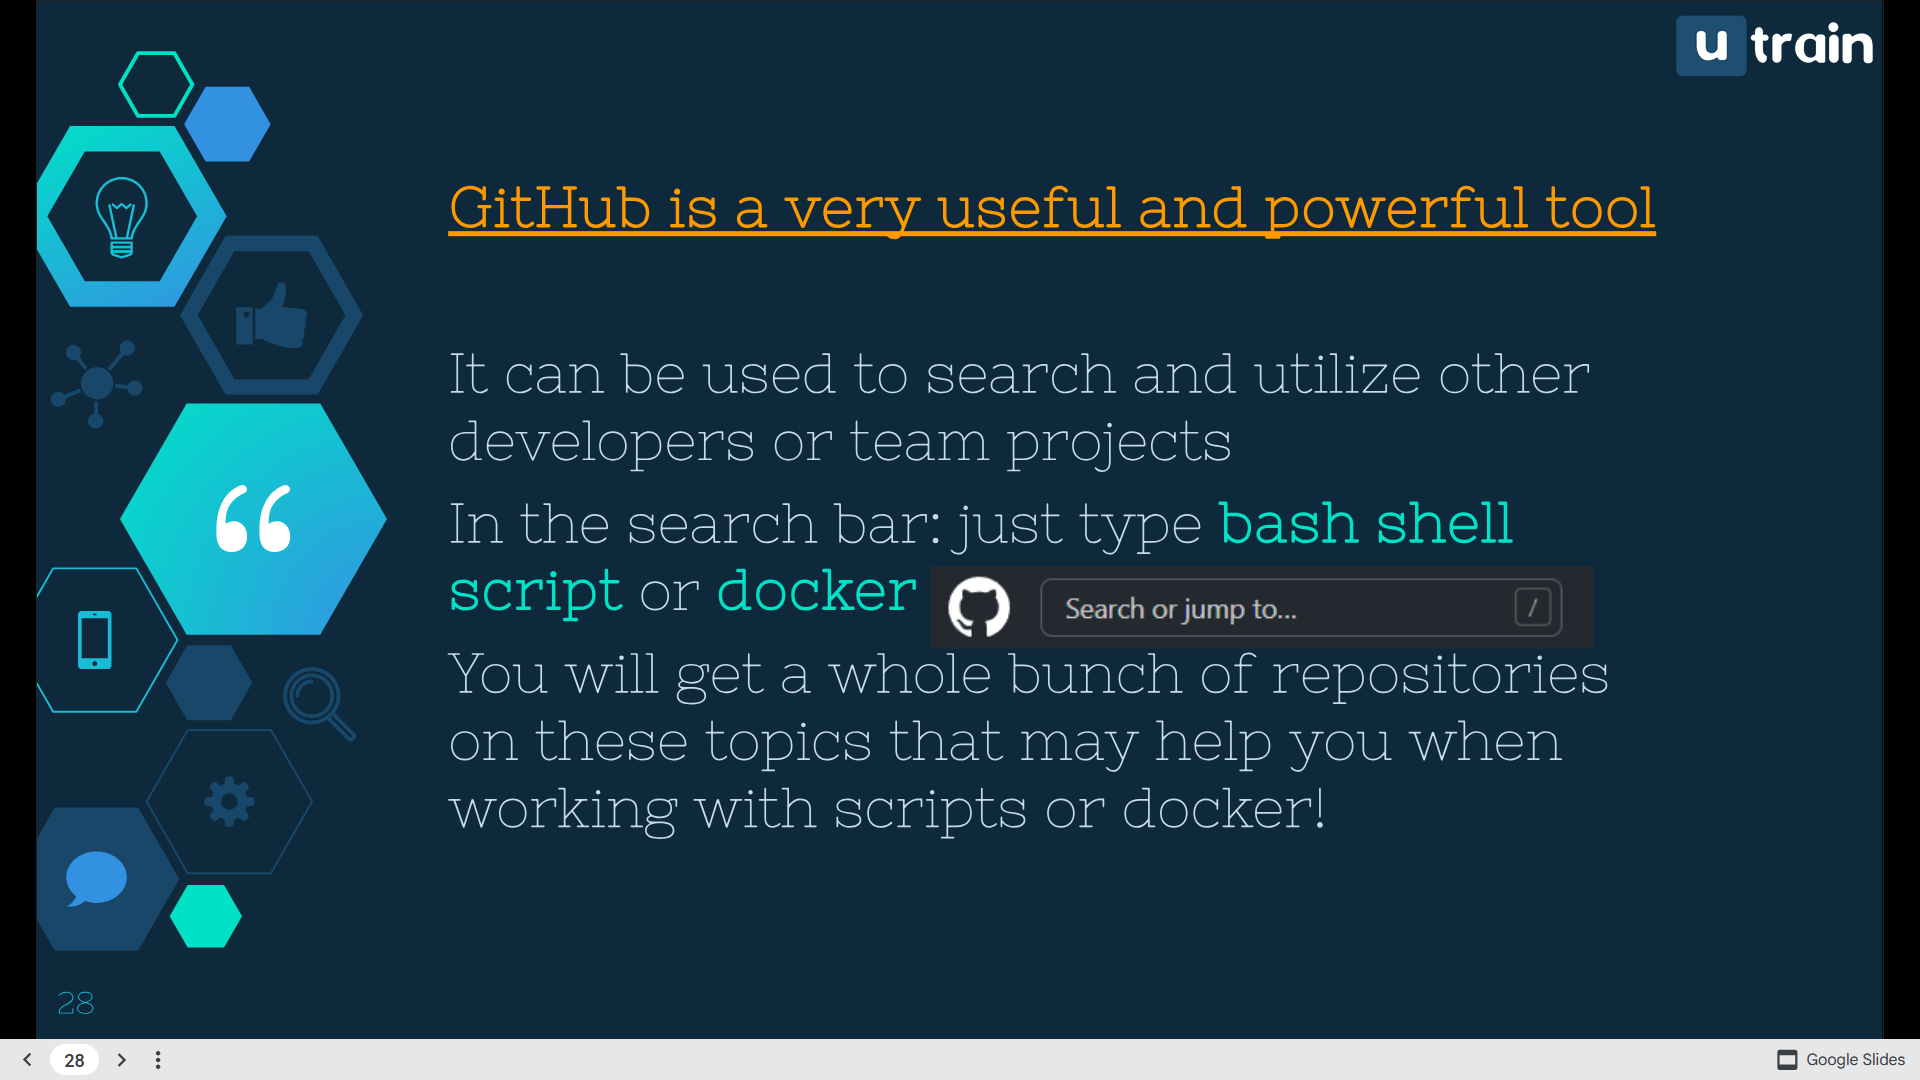 u train
GitHub is a very useful and powerful tool
It can be used to search and utilize other
developers or team projects
In the search bar: just type bash shell
script or docker
Search or jump to... /
You will get a whole bunch of repositories
on these topics that may help you when
working with scripts or docker!
28
28
Google Slides